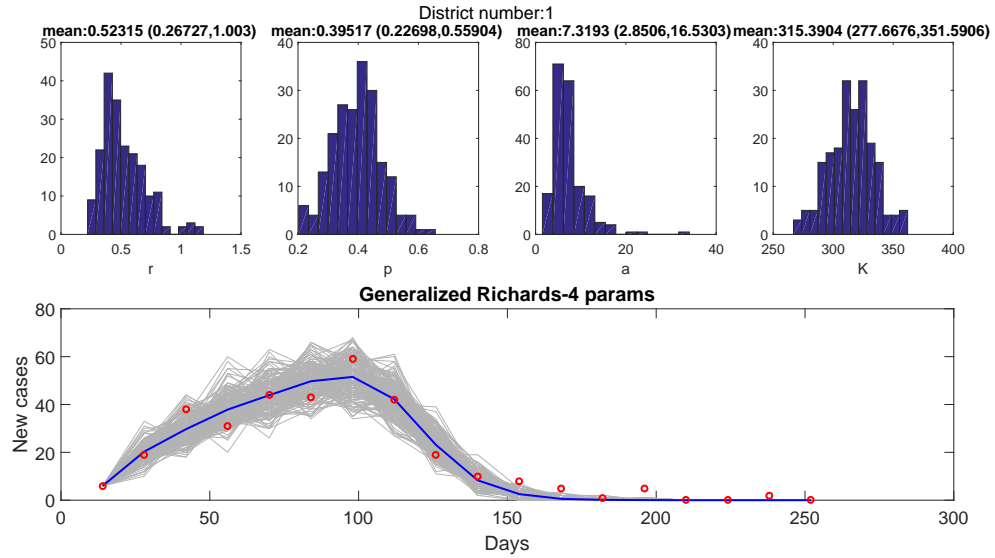 District number:1
mean:0.52315 (0.26727,1.003) mean:0.39517 (0.22698,0.55904) mean:7.3193 (2.8506,16.5303) mean:315.3904 (277.6676,351.5906)
50
40
30
20
10
0
0 0.5 1 1.5
r
40
30
20
10
0
0.2 0.4 0.6 0.8
p
80
60
40
20
0
0 20 40
a
40
30
20
10
0
250 300 350 400
K
Generalized Richards-4 params
New cases
80
60
40
20
0
0 50 100 150 200 250 300
Days